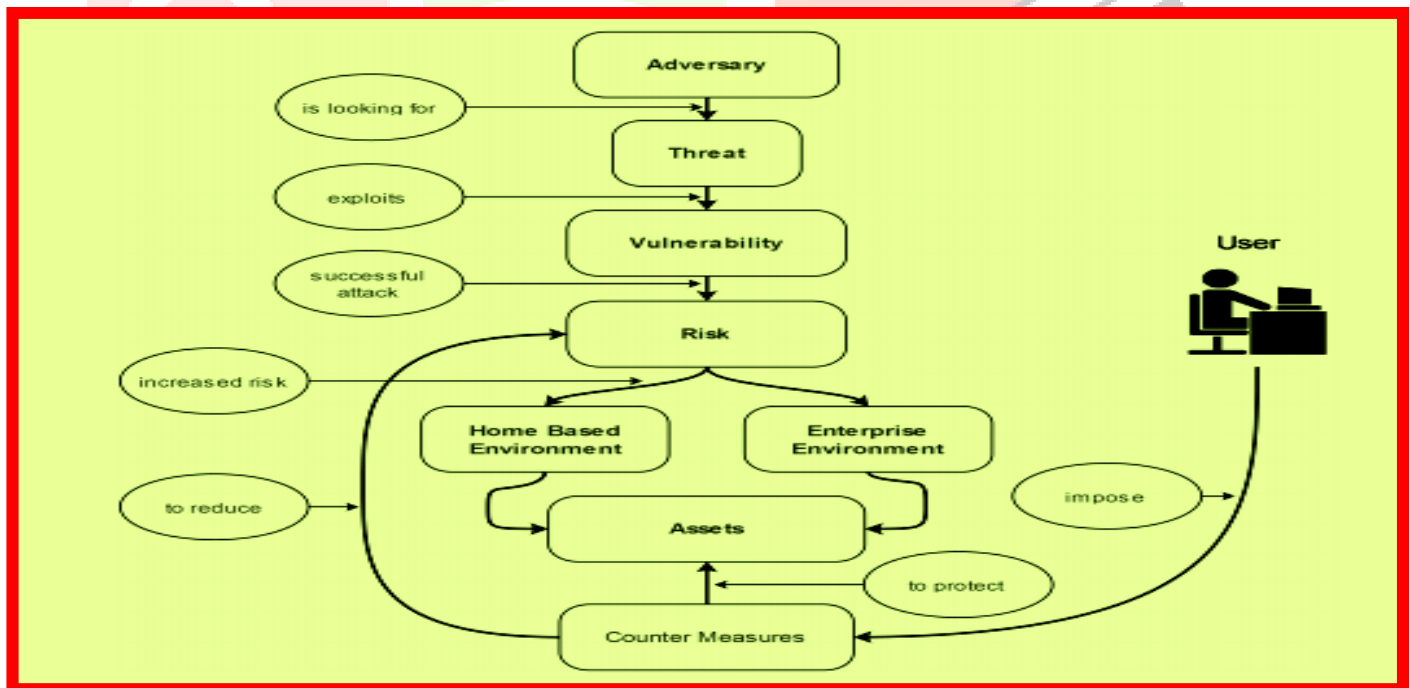 Adversary
is looking for
Threat
exploits
Vulnerability
User
successful
attack
Risk
increased risk
Home Based
Environment
Enterprise
Environment
to reduce
impose
Assets
to protect
Counter Measures